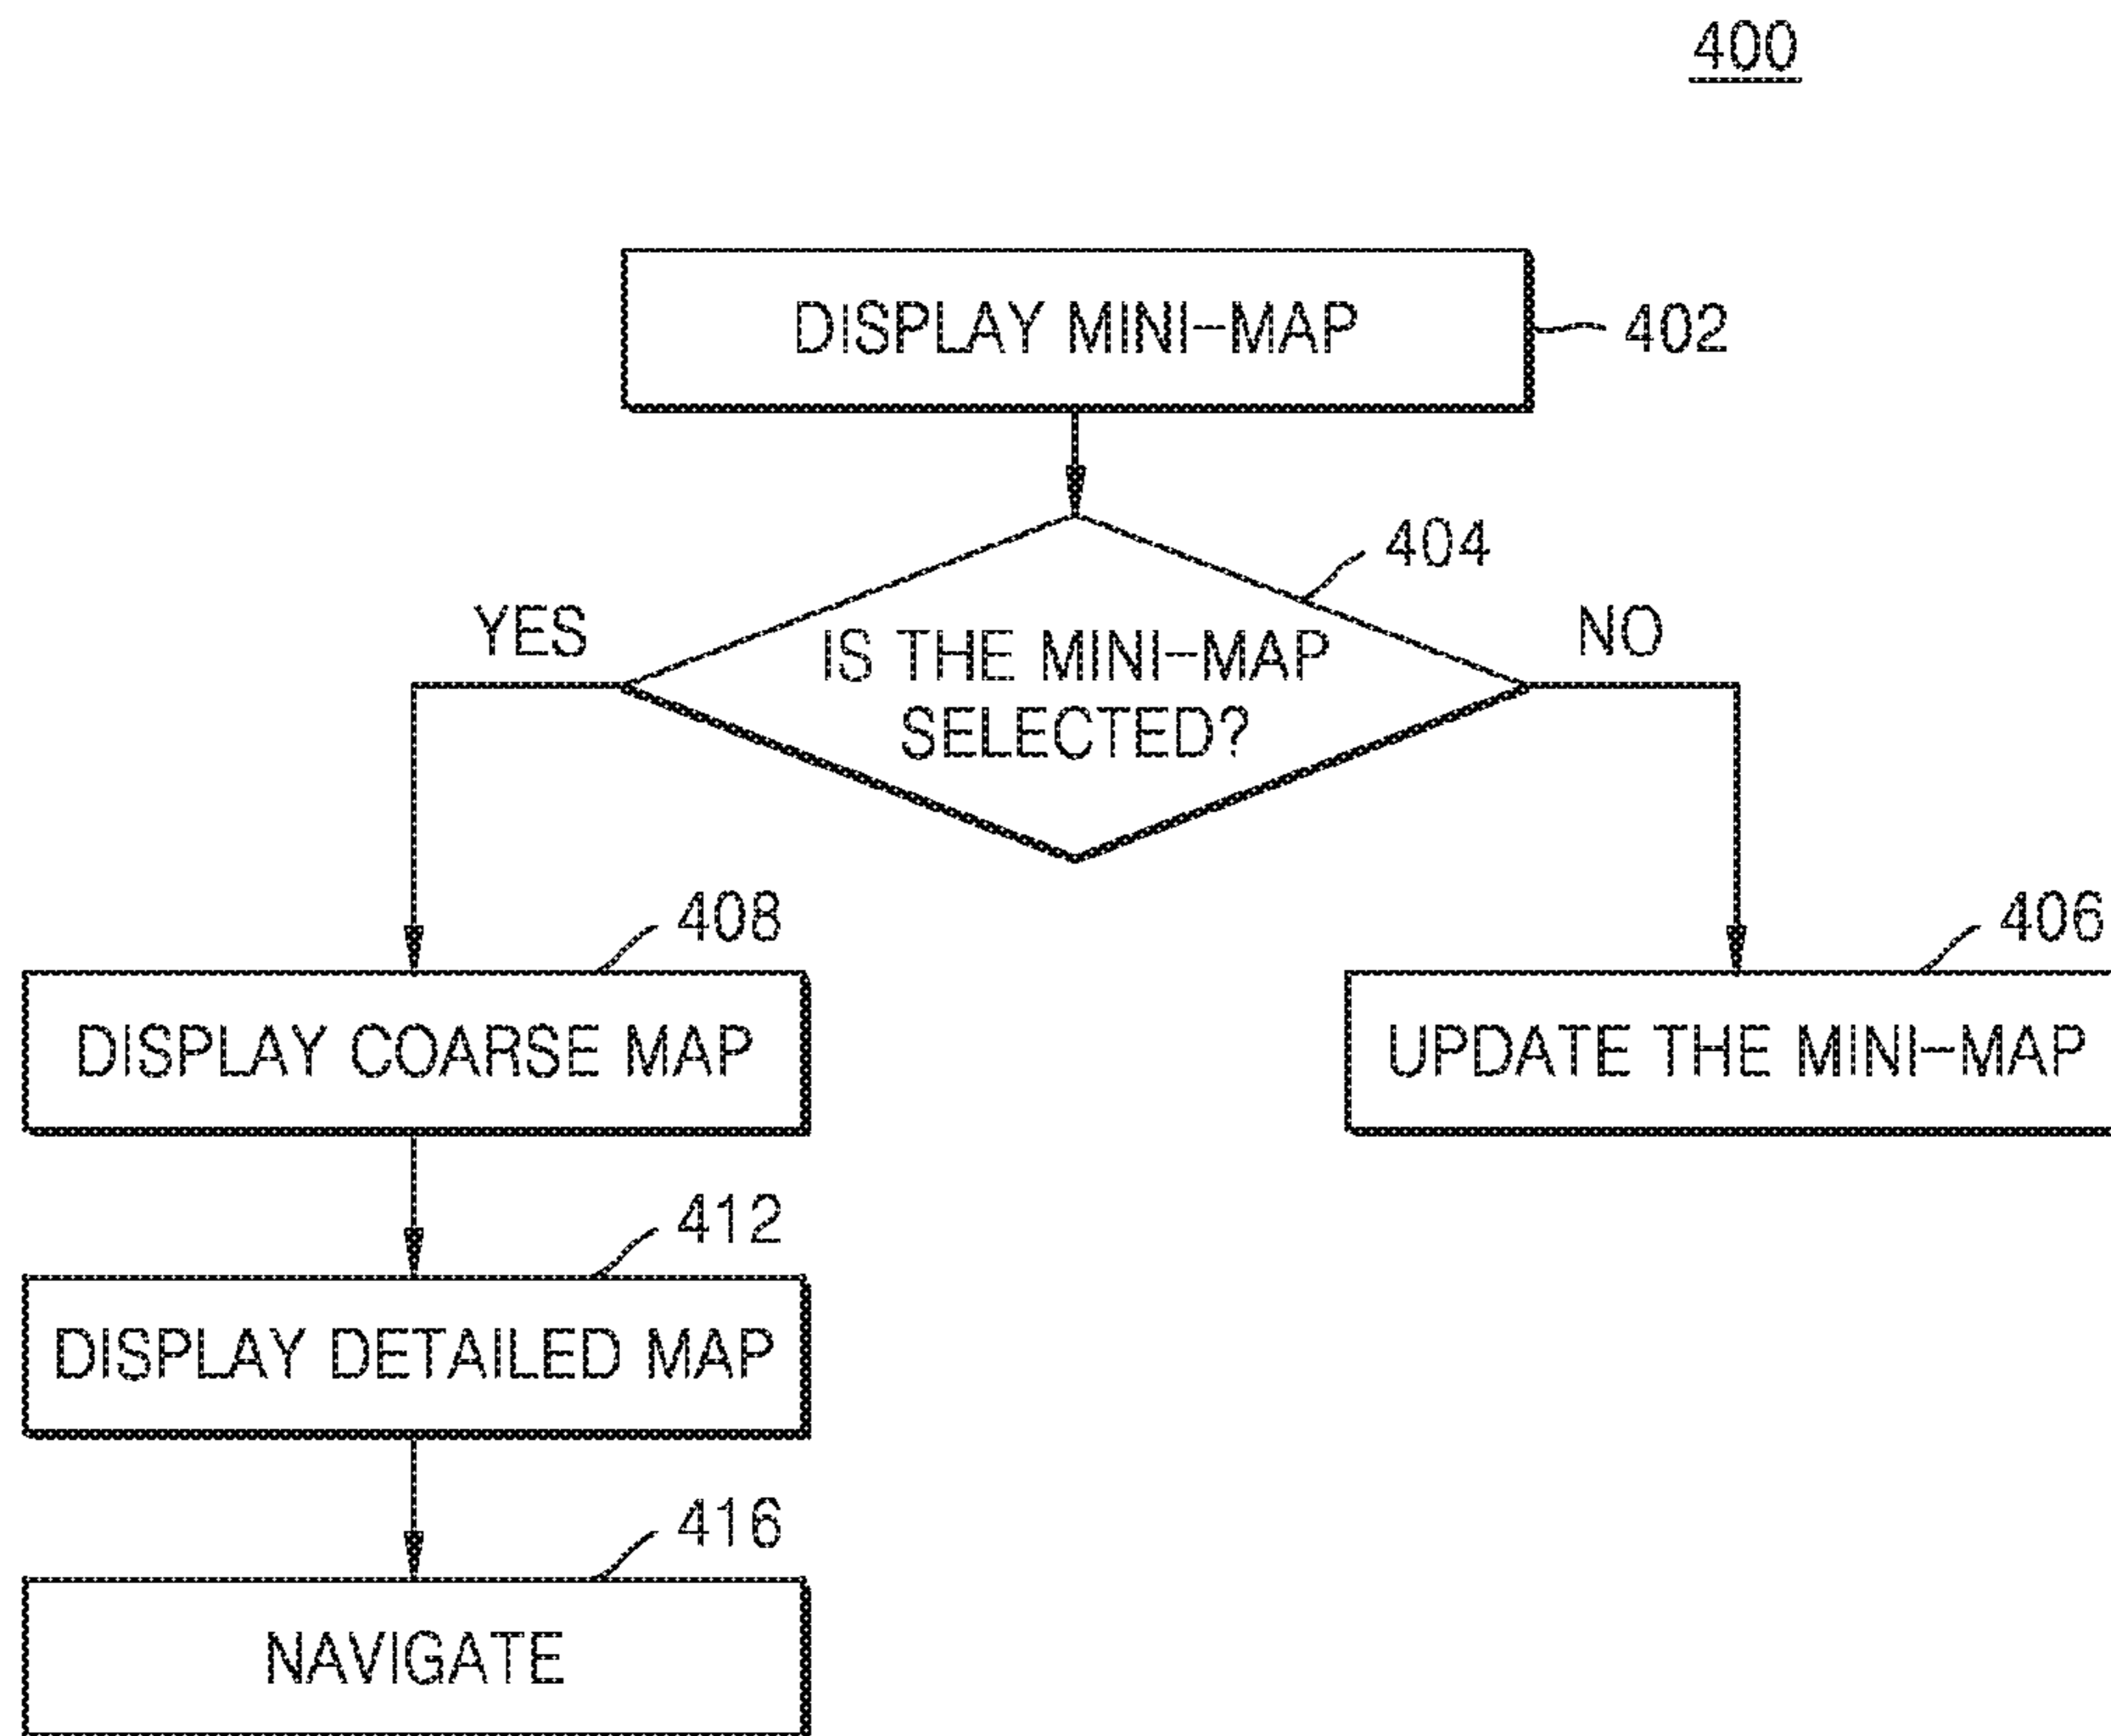 400
DISPLAY MINI-MAP
402
404
YES
NO
IS THE MINI-MAP
SELECTED?
408
406
DISPLAY COARSE MAP
UPDATE THE MINI-MAP
412
DISPLAY DETAILED MAP
416
NAVIGATE